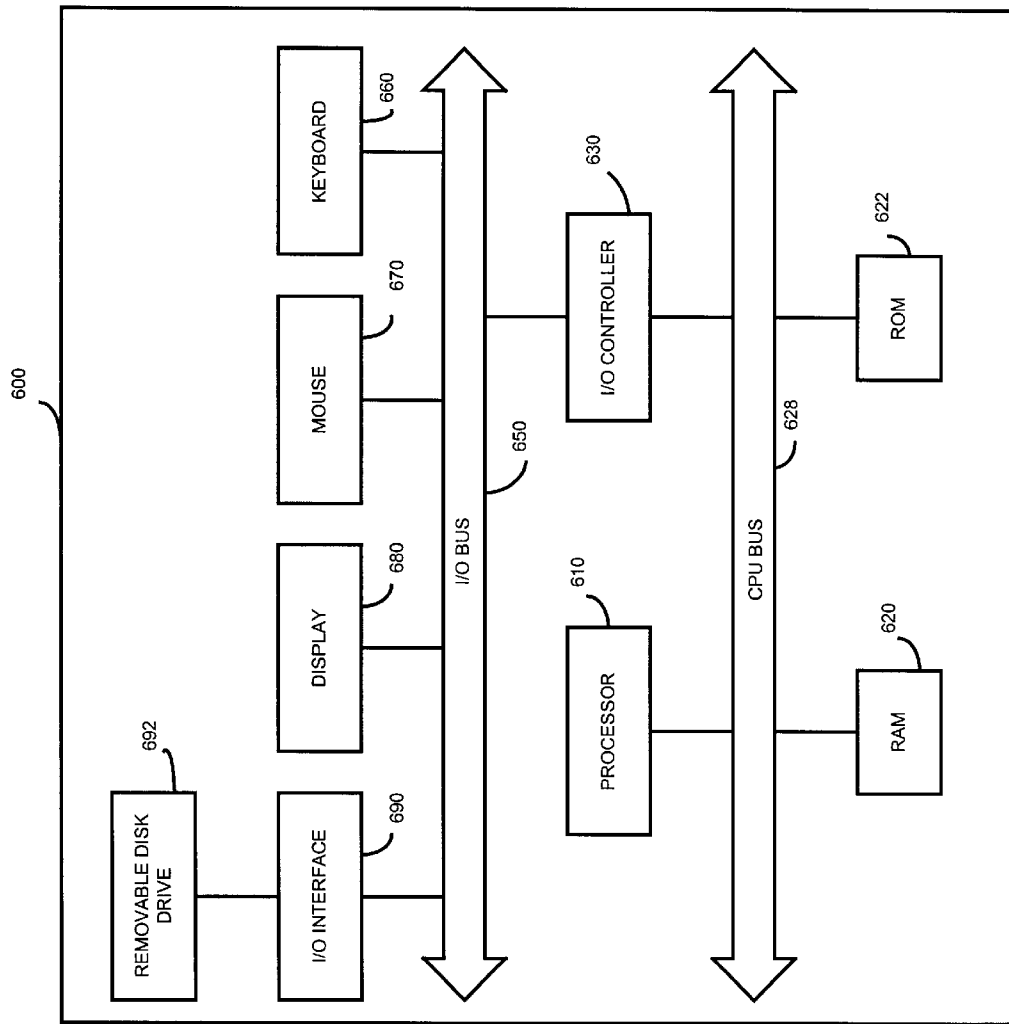 600
REMOVABLE DISK
DRIVE
692
I/O INTERFACE
690
DISPLAY
680
MOUSE
670
KEYBOARD
660
I/O BUS
650
PROCESSOR
610
I/O CONTROLLER
630
CPU BUS
628
RAM
620
ROM
622